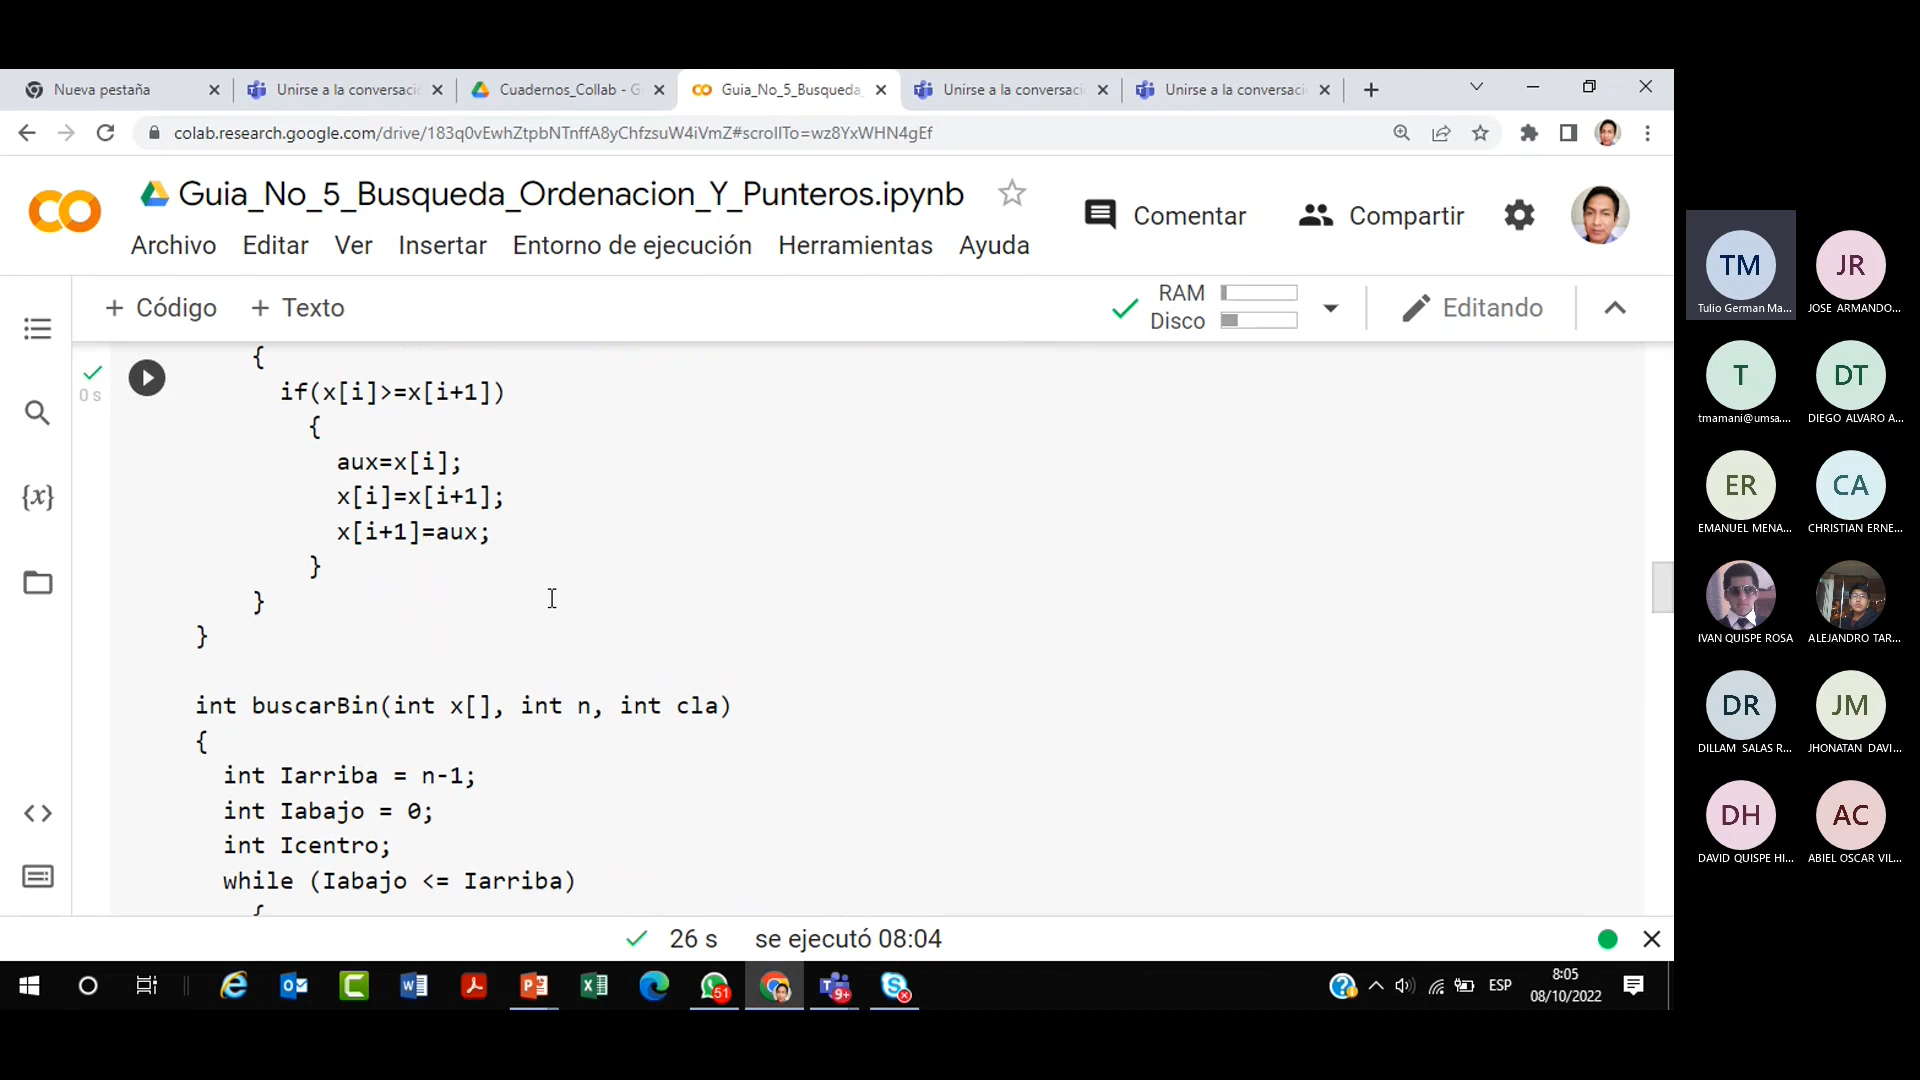 Nueva pestaña
Unirse a la conversaci
Cuadernos_Collab - G
Guia_No_5_Busqueda_
Unirse a la conversaci
Unirse a la conversaci
colab.research.google.com/drive/183q0vEwhZtpbNTnffA8yChfzsuW4iVmZ#scrollTo=wz8YxWHN4gEf
Guia_No_5_Busqueda_Ordenacion_Y_Punteros.ipynb
Comentar
Compartir
Archivo Editar Ver Insertar Entorno de ejecución Herramientas Ayuda
+ Código + Texto
RAM
Disco
Editando
0 s
{
if(x[i]>=x[i+1])
{
aux=x[i];
x[i]=x[i+1];
x[i+1]=aux;
}
}
}
int buscarBin(int x[], int n, int cla)
{
int Iarriba = n-1;
int Iabajo = 0;
int Icentro;
while (Iabajo <= Iarriba)
{
{x}
26 s se ejecutó 08:04
51
9+
ESP
8:05
08/10/2022
TM
Tulio German Ma...
JR
JOSE ARMANDO...
T
tmamani@umsa....
DT
DIEGO ALVARO A...
ER
EMANUEL MENA...
CA
CHRISTIAN ERNE...
IVAN QUISPE ROSA
ALEJANDRO TAR...
DR
DILLAM SALAS R...
JM
JHONATAN DAVI...
DH
DAVID QUISPE HI...
AC
ABIEL OSCAR VIL...